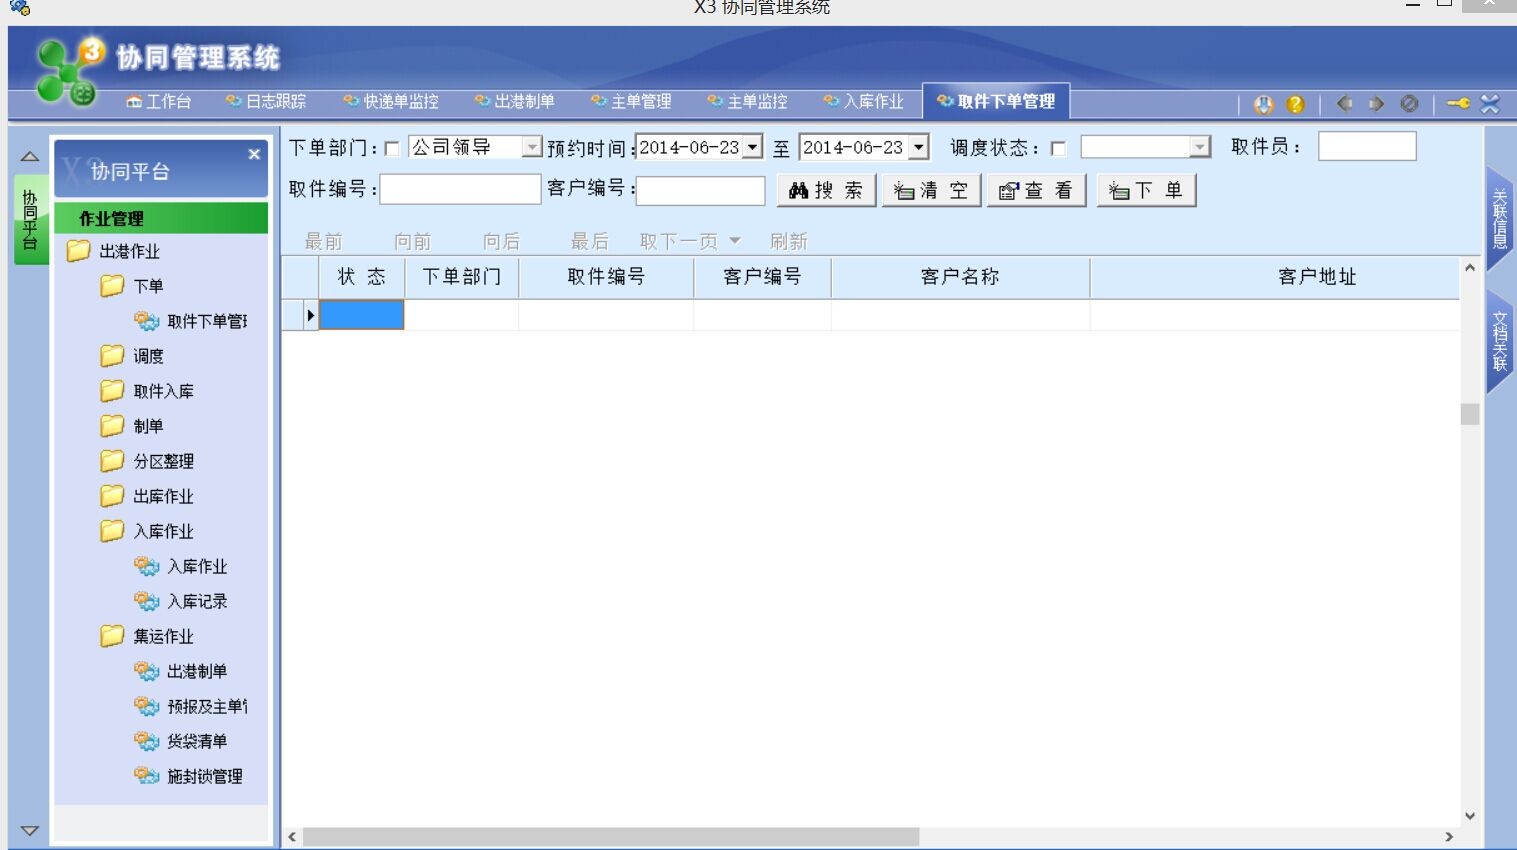 X3 协同管理系统
3 协同管理系统
工作台 日志跟踪 快递单监控 出港制单 主单管理 主单监控 入库作业 取件下单管理
X3 协同平台
协同平台
作业管理
出港作业
下单
取件下单管
调度
取件入库
制单
分区整理
出库作业
入库作业
入库作业
入库记录
集运作业
出港制单
预报及主单
货袋清单
施封锁管理
下单部门: 公司领导 预约时间: 2014-06-23 至 2014-06-23 调度状态: 取件员:
取件编号: 客户编号: 搜 索 清 空 查 看 下 单
最前 向前 向后 最后 取下一页 刷新
状 态 下单部门 取件编号 客户编号 客户名称 客户地址
关联信息
文档关联